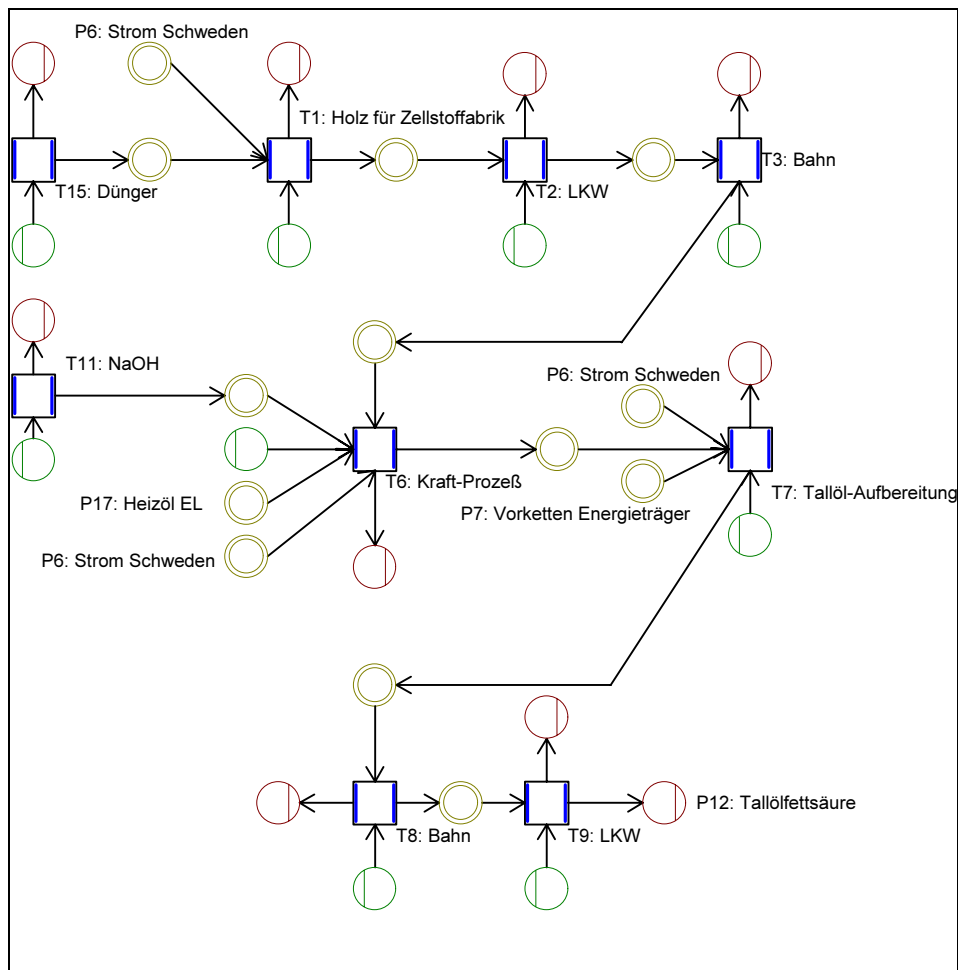 P6: Strom Schweden
T1: Holz für Zellstoffabrik
T3: Bahn
T15: Dünger
T2: LKW
T11: NaOH
P6: Strom Schweden
T6: Kraft-Prozeß
T7: Tallöl-Aufbereitung
P17: Heizöl EL
P7: Vorketten Energieträger
P6: Strom Schweden
P12: Tallölfettsäure
T8: Bahn
T9: LKW